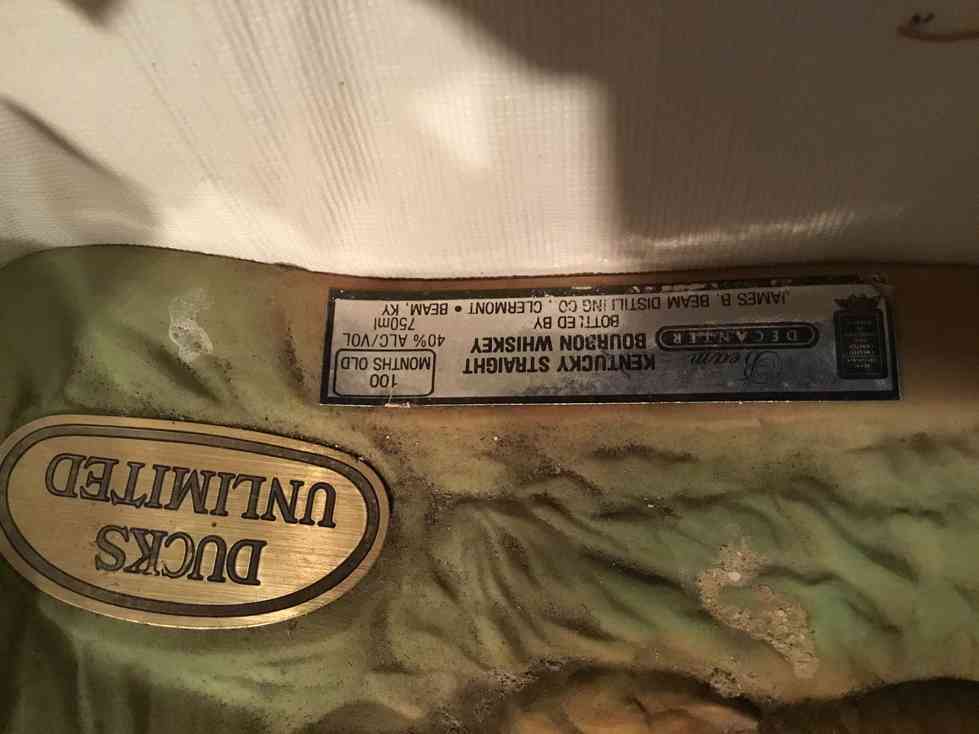 DUCKS
UNLIMITED
Beam
DECANTER
KENTUCKY STRAIGHT
BOURBON WHISKEY
BOTTLED BY
JAMES B. BEAM DISTILLING CO., CLERMONT • BEAM, KY
100
MONTHS OLD
40% ALC/VOL
750ml